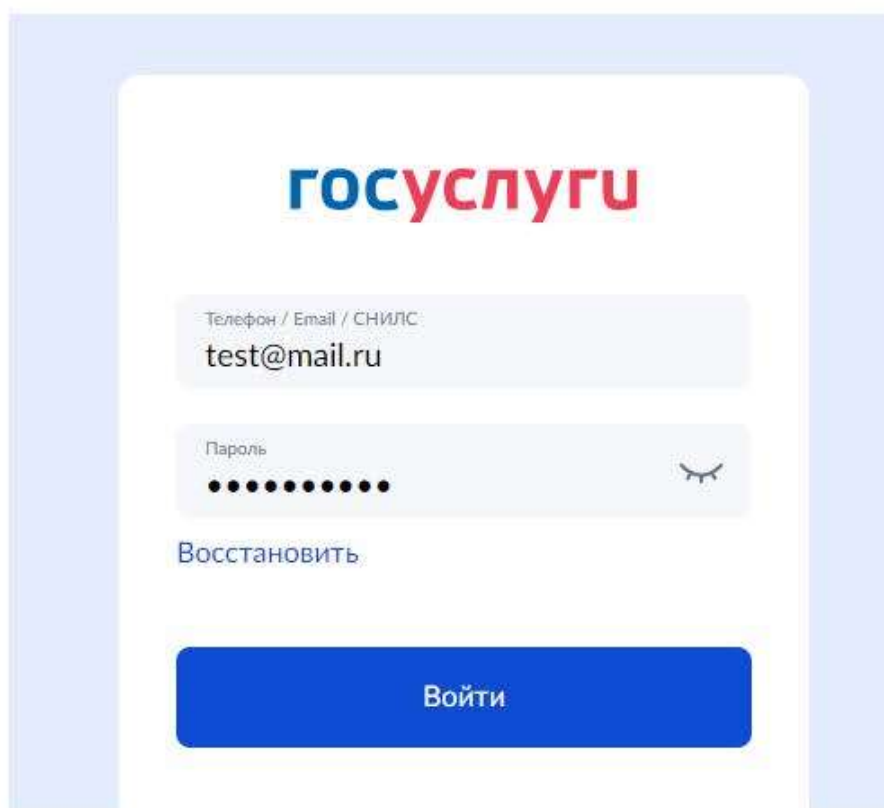 госуслуги
Телефон / Email / СНИЛС
test@mail.ru
Пароль
••••••••••
Восстановить
Войти